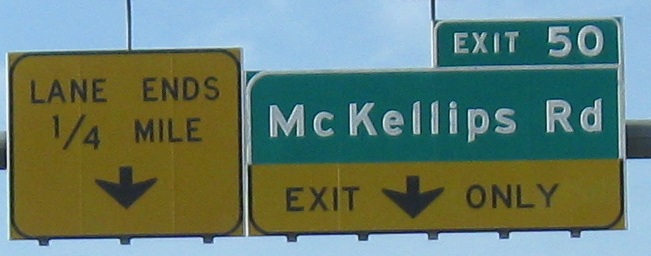 LANE ENDS
1/4 MILE
EXIT 50
McKellips Rd
EXIT ONLY